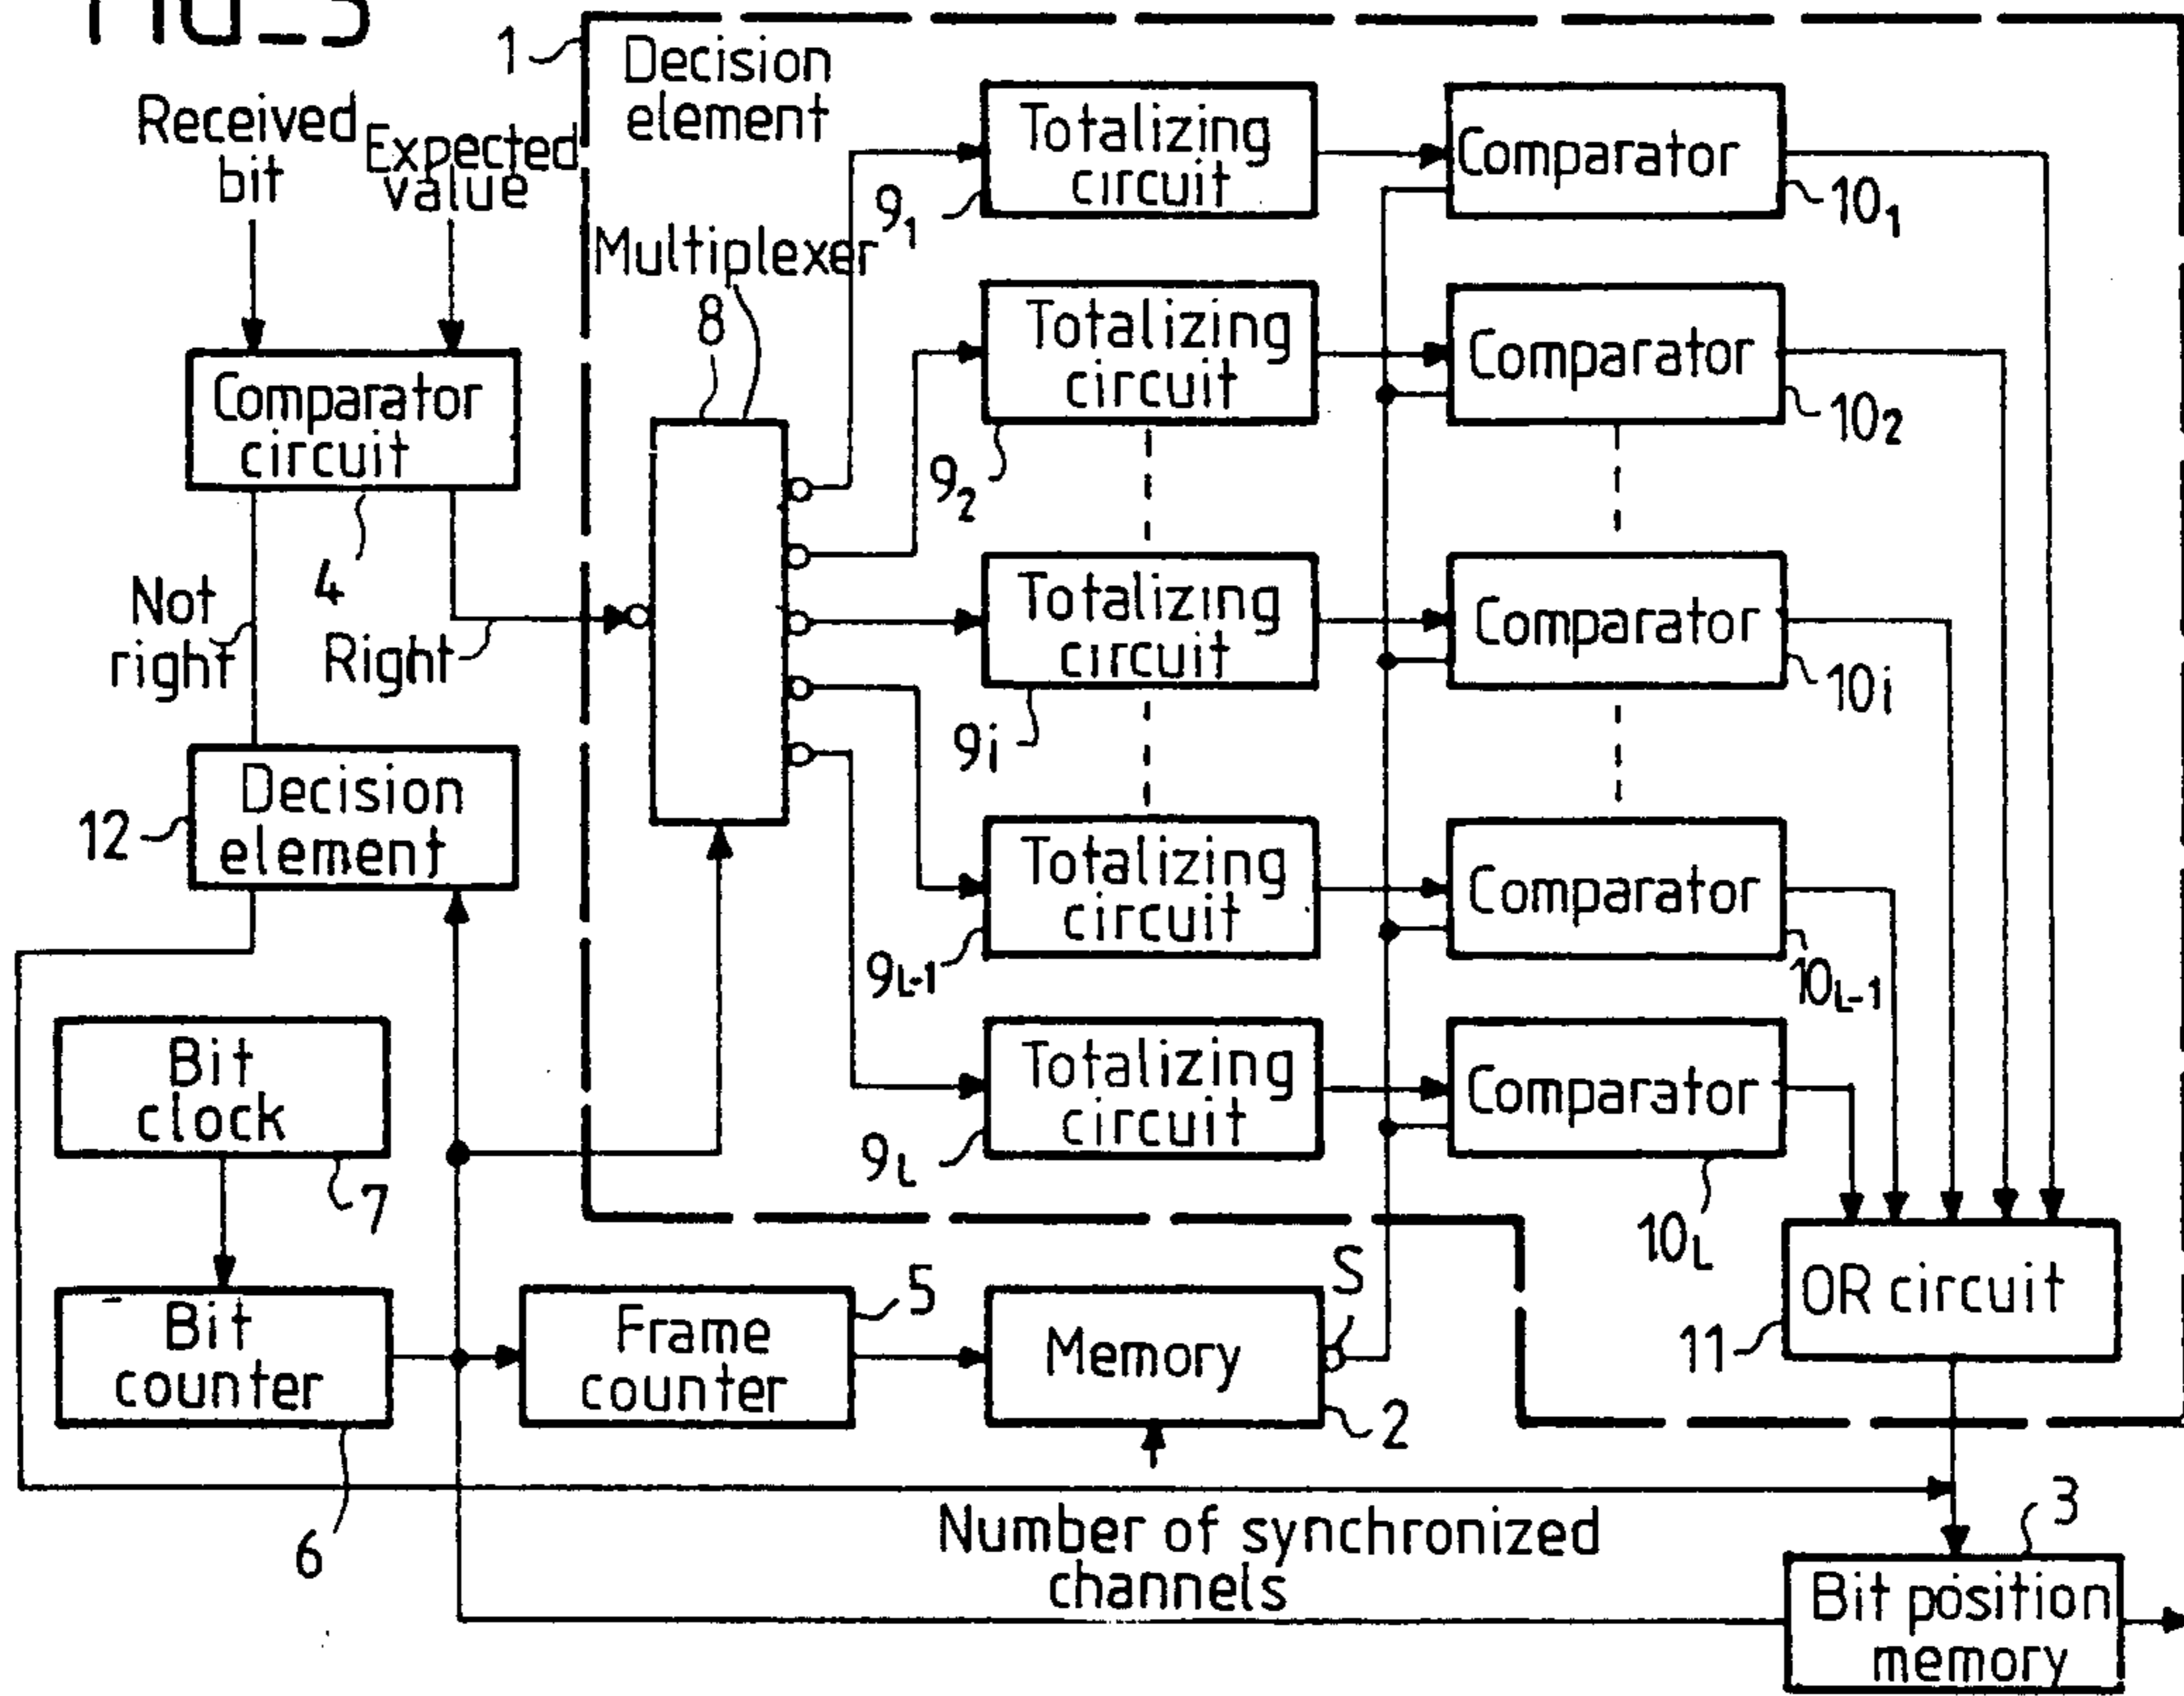 FIG_3
1
Decision
element
Received
bit
Expected
value
Multiplexer
8
Totalizing
circuit
9₁
Comparator
10₁
Totalizing
circuit
9₂
Comparator
10₂
Comparator
circuit
4
Not
right
Right
Totalizing
circuit
9i
Comparator
10i
Decision
element
12
Totalizing
circuit
9L-1
Comparator
10L-1
Bit
clock
7
Totalizing
circuit
9L
Comparator
10L
Bit
counter
6
Frame
counter
5
Memory
S
2
OR circuit
11
Number of synchronized
channels
3
Bit position
memory